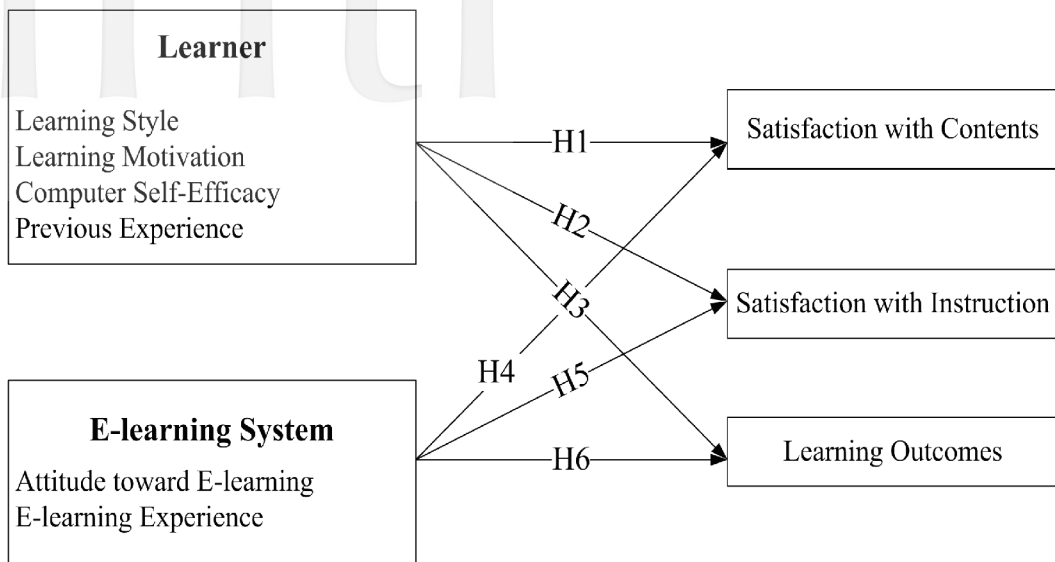 Learner
Learning Style
Learning Motivation
Computer Self-Efficacy
Previous Experience
E-learning System
Attitude toward E-learning
E-learning Experience
H1
H2
H3
H4
H5
H6
Satisfaction with Contents
Satisfaction with Instruction
Learning Outcomes